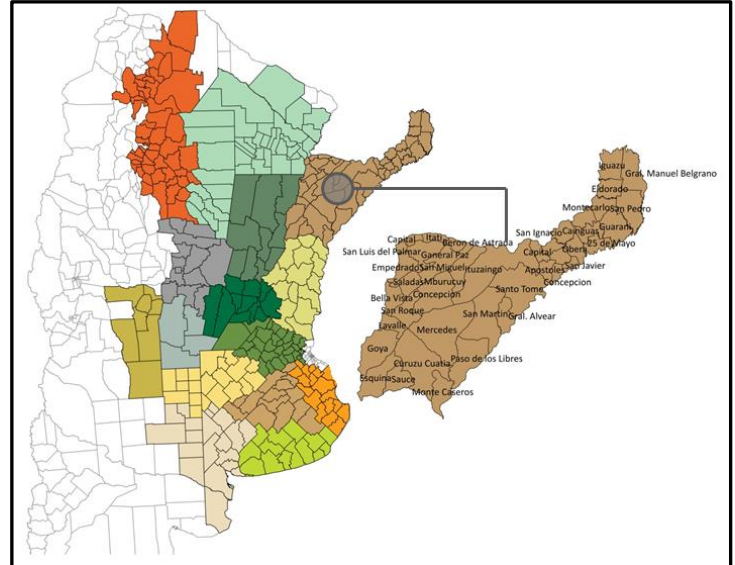 Iguazu
Gral. Manuel Belgrano
Eldorado
Montecarlo San Pedro
San Ignacio Cainguas Guarani
Capital Itati Beron de Astrada
Capital Obera 25 de Mayo
San Luis del Palmar Ganeral Paz
Empedrado San Miguel Ituzaingo
Apostoles San Javier
Saladas Mburucuy
Concepcion
Bella Vista Concepcion
Santo Tome
San Roque
San Martin Gral. Alvear
Lavalle Mercedes
Goya
Paso de los Libres
Curuzu Cuatia
Esquina Sauce
Monte Caseros